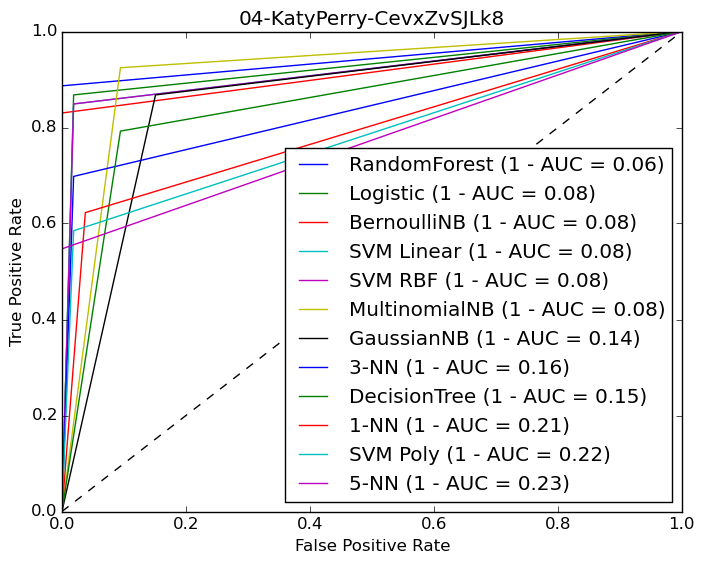 04-KatyPerry-CevxZvSJLk8
1.0
0.8
0.6
0.4
0.2
0.0
True Positive Rate
RandomForest (1 - AUC = 0.06)
Logistic (1 - AUC = 0.08)
BernoulliNB (1 - AUC = 0.08)
SVM Linear (1 - AUC = 0.08)
SVM RBF (1 - AUC = 0.08)
MultinomialNB (1 - AUC = 0.08)
GaussianNB (1 - AUC = 0.14)
3-NN (1 - AUC = 0.16)
DecisionTree (1 - AUC = 0.15)
1-NN (1 - AUC = 0.21)
SVM Poly (1 - AUC = 0.22)
5-NN (1 - AUC = 0.23)
0.0 0.2 0.4 0.6 0.8 1.0
False Positive Rate